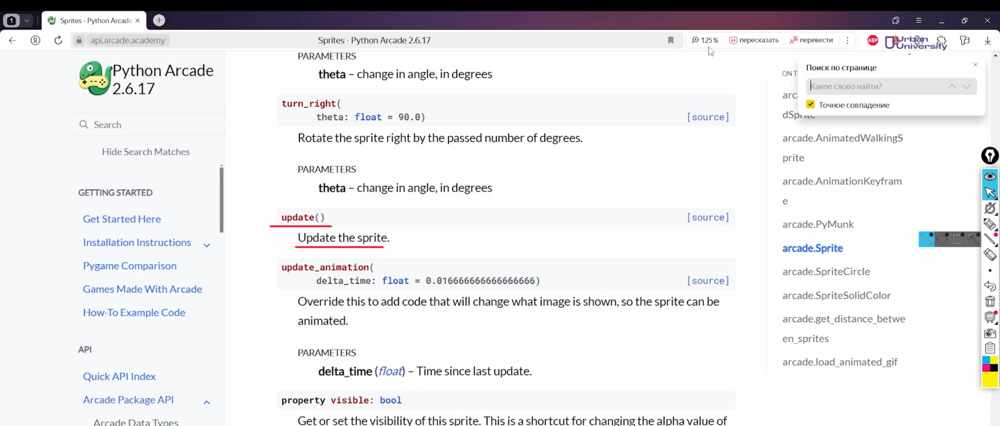 1
Sprites - Python Arcade
api.arcade.academy
Sprites - Python Arcade 2.6.17
125%
пересказать
перевести
ABP
Urban
University
Python Arcade
2.6.17
Search
Hide Search Matches
GETTING STARTED
Get Started Here
Installation Instructions
Pygame Comparison
Games Made With Arcade
How-To Example Code
API
Quick API Index
Arcade Package API
Arcade Data Types
PARAMETERS
theta – change in angle, in degrees
turn_right(
theta: float = 90.0)
[source]
Rotate the sprite right by the passed number of degrees.
PARAMETERS
theta – change in angle, in degrees
update()
[source]
Update the sprite.
update_animation(
delta_time: float = 0.016666666666666666)
[source]
Override this to add code that will change what image is shown, so the sprite can be
animated.
PARAMETERS
delta_time (float) – Time since last update.
property visible: bool
Get or set the visibility of this sprite. This is a shortcut for changing the alpha value of
Поиск по странице
Какое слово найти?
Точное совпадение
ON T
arc
dSprite
arcade.AnimatedWalkingS
prite
arcade.AnimationKeyfram
e
arcade.PyMunk
arcade.Sprite
arcade.SpriteCircle
arcade.SpriteSolidColor
arcade.get_distance_betwe
en_sprites
arcade.load_animated_gif